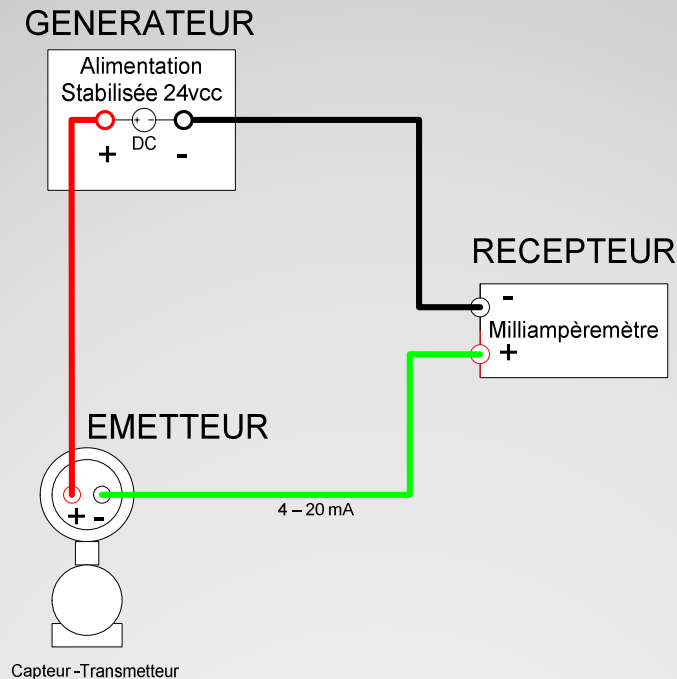 GENERATEUR
Alimentation
Stabilisée 24vcc
+ -
DC
+ -
RECEPTEUR
-
Milliampèremètre
+
EMETTEUR
+ -
4 – 20 mA
Capteur -Transmetteur